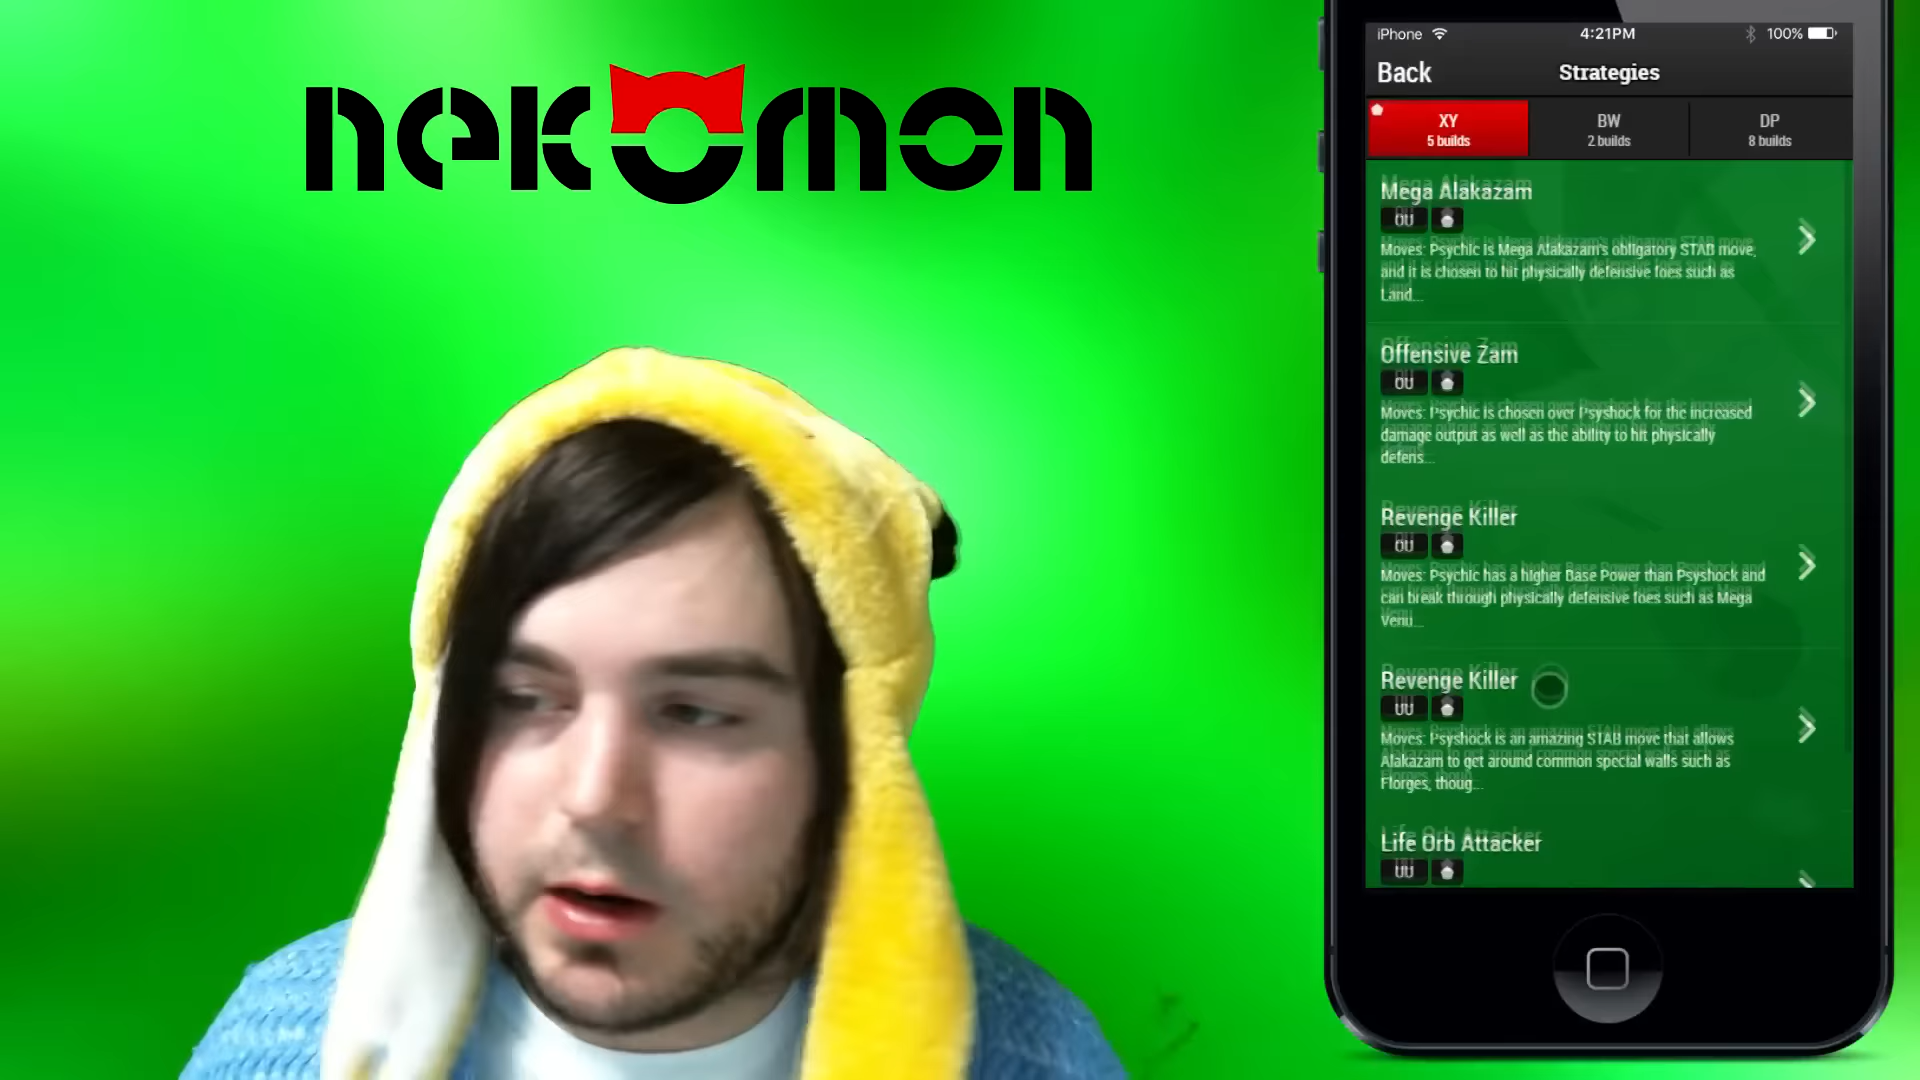 nekomon
iPhone 4:21PM 100%
Back Strategies
XY BW DP
5 builds 2 builds 8 builds
Mega Alakazam
OU
Moves: Psychic is Mega Alakazam's obligatory STAB move,
and it is chosen to hit physically defensive foes such as
Land...
Offensive Zam
OU
Moves: Psychic is chosen over Psyshock for the increased
damage output as well as the ability to hit physically
defens...
Revenge Killer
OU
Moves: Psychic has a higher Base Power than Psyshock and
can break through physically defensive foes such as Mega
Venu...
Revenge Killer
UU
Moves: Psyshock is an amazing STAB move that allows
Alakazam to get around common special walls such as
Florges, thoug...
Life Orb Attacker
UU